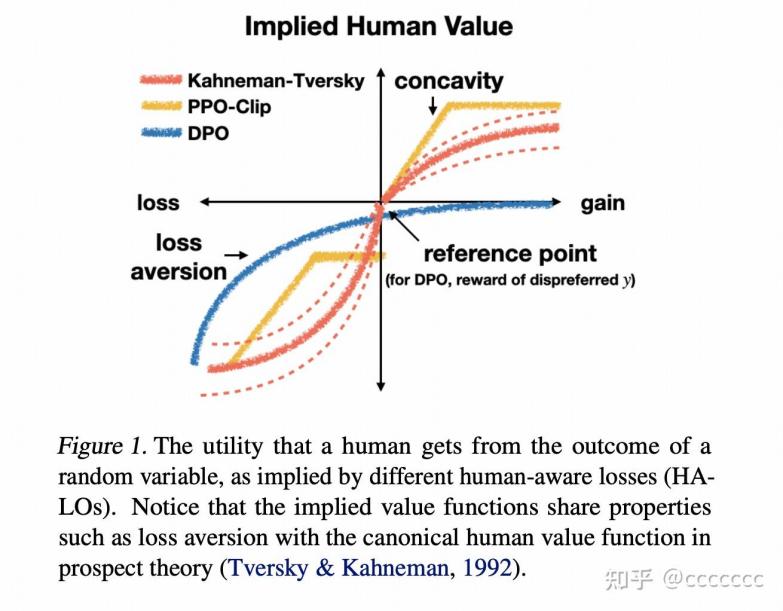 Implied Human Value
Kahneman-Tversky
PPO-Clip
DPO
concavity
loss
gain
loss
aversion
reference point
(for DPO, reward of dispreferred y)
Figure 1. The utility that a human gets from the outcome of a
random variable, as implied by different human-aware losses (HA-
LOs). Notice that the implied value functions share properties
such as loss aversion with the canonical human value function in
prospect theory (Tversky & Kahneman, 1992).
知乎 @ccccccc